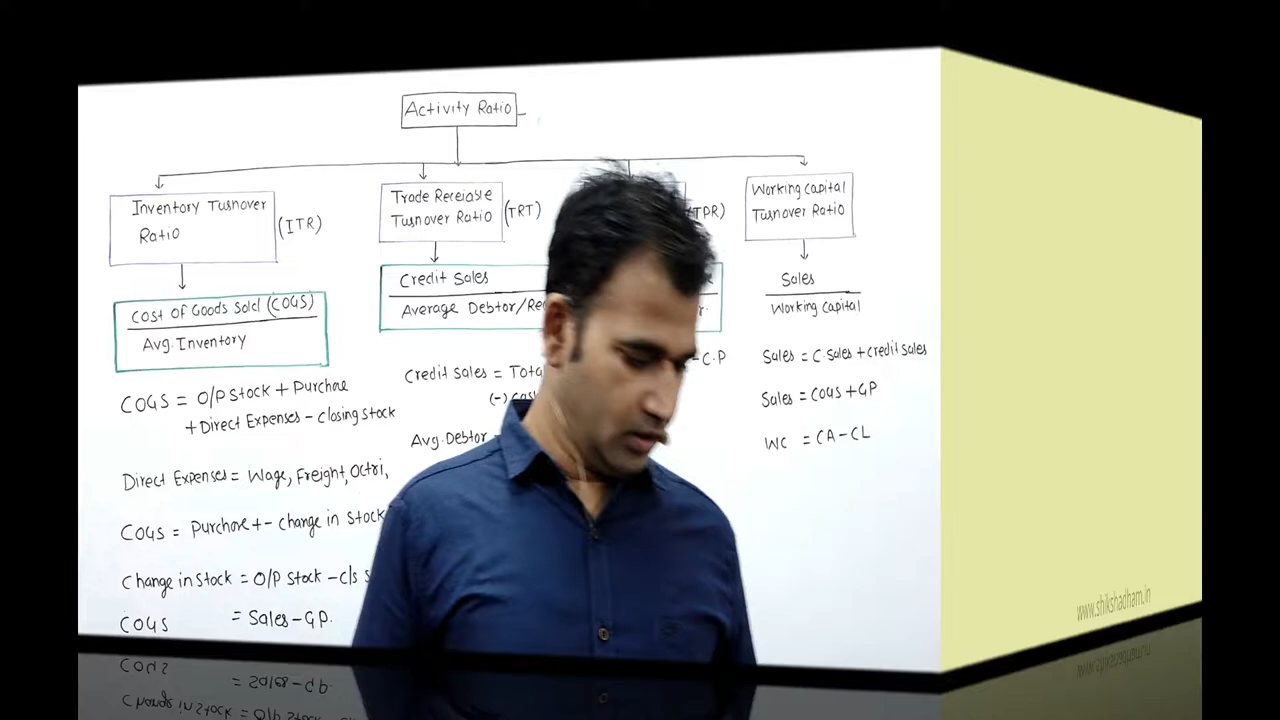 Activity Ratio
Inventory Turnover
Ratio
(ITR)
Cost of Goods Sold (COGS)
Avg. Inventory
COGS = O/P Stock + Purchase
+ Direct Expenses - closing stock
Direct Expenses = Wage, Freight, Octri,
COGS = Purchase +- change in stock
Change in stock = O/P Stock - C/s
COGS = Sales - GP.
Trade Receiable
Turnover Ratio
(TRT)
Credit Sales
Average Debtor/Re
Credit Sales = Tota
(-) cas
Avg. Debtor =
TPR)
- C.P
Working Capital
Turnover Ratio
Sales
Working Capital
Sales = C.Sales + credit sales
Sales = COGS + GP
WC = CA - CL
www.shikshadham.in